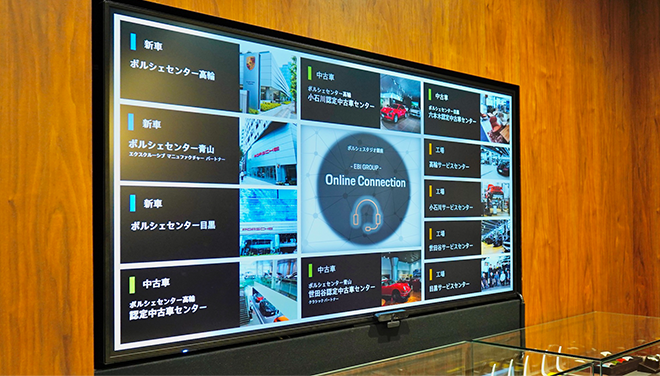 新車
ポルシェセンター高輪
新車
ポルシェセンター青山
エクスクルーシブ マニュファクチャー パートナー
PORSCHE
新車
ポルシェセンター目黒
PORSCHE
中古車
ポルシェセンター高輪
認定中古車センター
中古車
ポルシェセンター高輪
小石川認定中古車センター
ポルシェスタジオ銀座
- EBI GROUP -
Online Connection
中古車
ポルシェセンター青山
世田谷認定中古車センター
クラシックパートナー
中古車
六本木認定中古車センター
工場
高輪サービスセンター
工場
小石川サービスセンター
工場
世田谷サービスセンター
工場
目黒サービスセンター